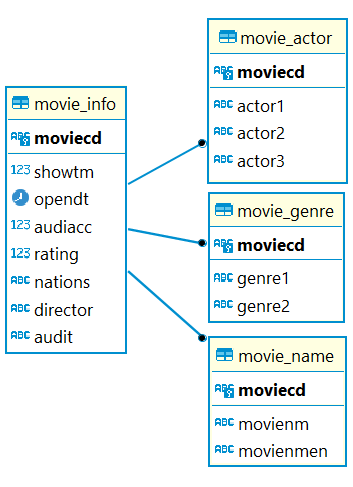 movie_info
moviecd
showtm
opendt
audiacc
rating
nations
director
audit
movie_actor
moviecd
actor1
actor2
actor3
movie_genre
moviecd
genre1
genre2
movie_name
moviecd
movienm
movienmen